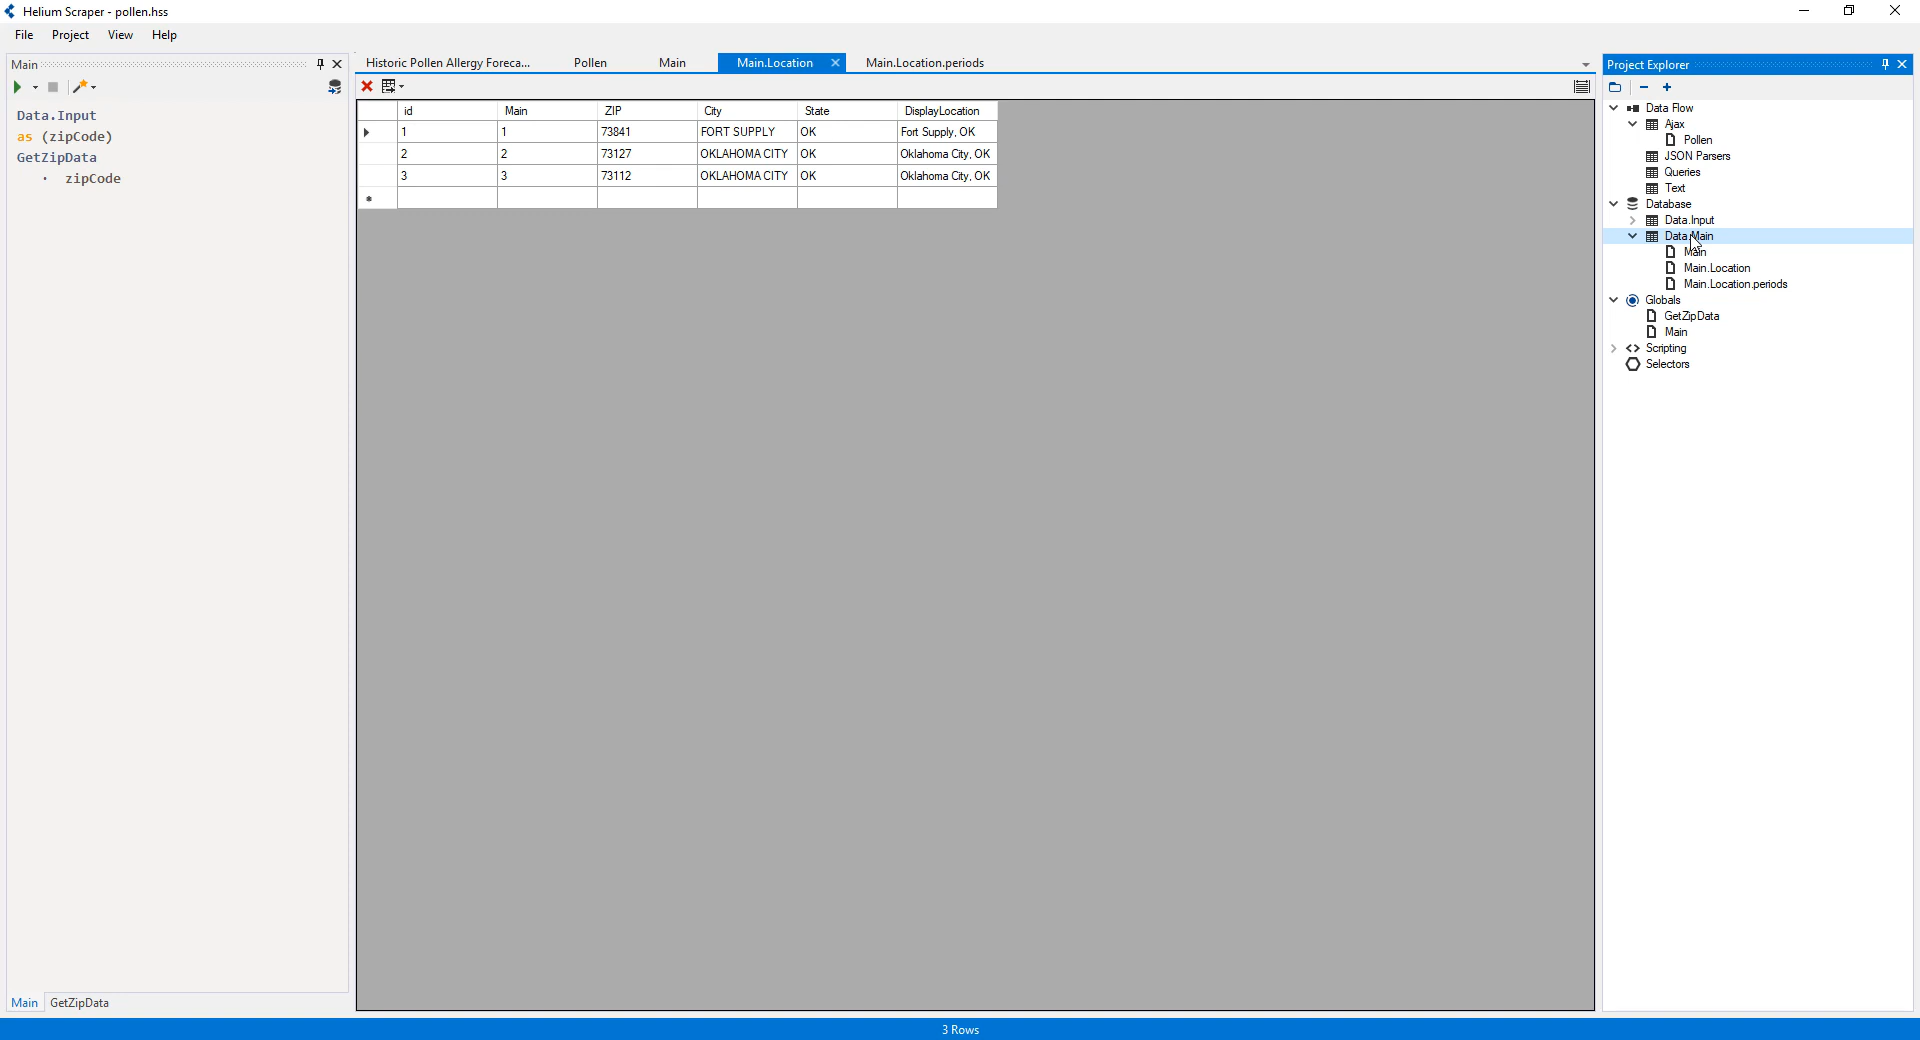 Helium Scraper - pollen.hss
File Project View Help
Main
Data.Input
as (zipCode)
GetZipData
· zipCode
Main GetZipData
Historic Pollen Allergy Foreca... Pollen Main Main.Location Main.Location.periods
id Main ZIP City State DisplayLocation
1 1 73841 FORT SUPPLY OK Fort Supply, OK
2 2 73127 OKLAHOMA CITY OK Oklahoma City, OK
3 3 73112 OKLAHOMA CITY OK Oklahoma City, OK
Project Explorer
Data Flow
Ajax
Pollen
JSON Parsers
Queries
Text
Database
Data.Input
Data.Main
Main
Main.Location
Main.Location.periods
Globals
GetZipData
Main
Scripting
Selectors
3 Rows